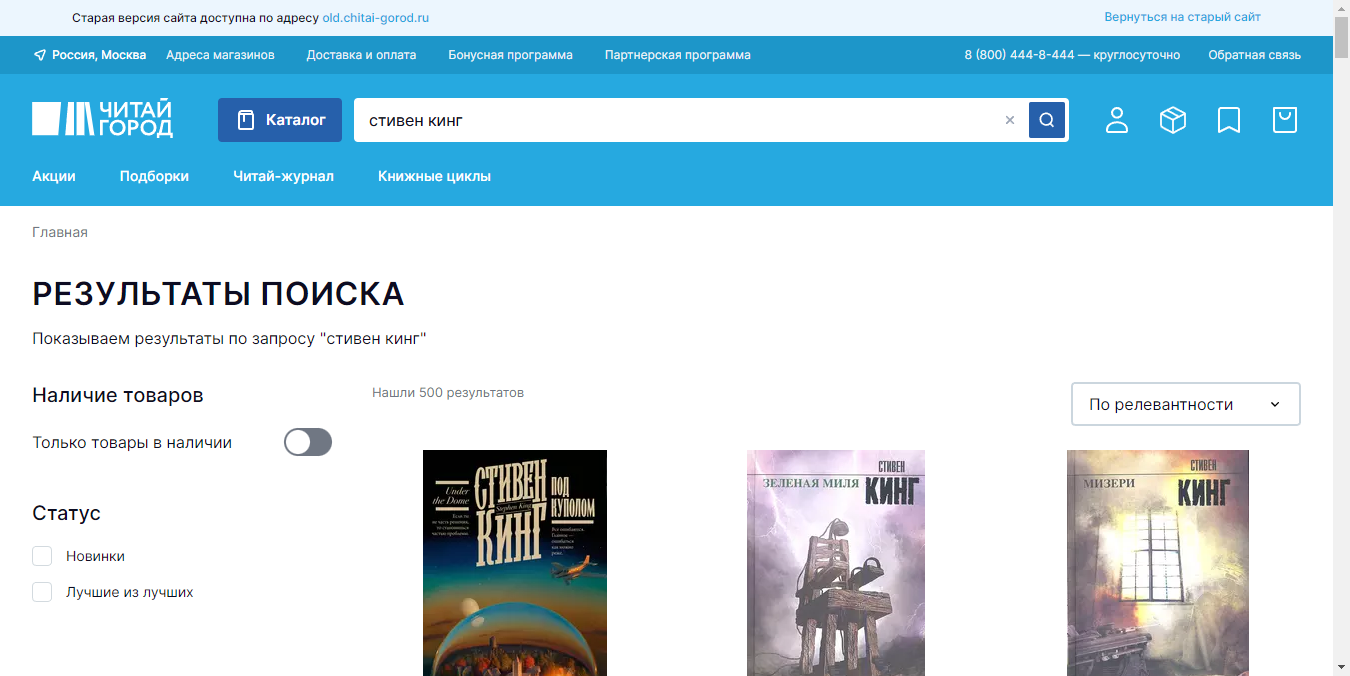 Старая версия сайта доступна по адресу old.chitai-gorod.ru
Вернуться на старый сайт
Россия, Москва Адреса магазинов Доставка и оплата Бонусная программа Партнерская программа 8 (800) 444-8-444 — круглосуточно Обратная связь
ЧИТАЙ
ГОРОД
Каталог
стивен кинг
Акции Подборки Читай-журнал Книжные циклы
Главная
РЕЗУЛЬТАТЫ ПОИСКА
Показываем результаты по запросу "стивен кинг"
Наличие товаров
Только товары в наличии
Статус
Новинки
Лучшие из лучших
Нашли 500 результатов
По релевантности
Under
the Dome
СТИВЕН
Stephen King
КИНГ
ПОД
КУПОЛОМ
СТИВЕН
ЗЕЛЕНАЯ МИЛЯ КИНГ
СТИВЕН
МИЗЕРИ КИНГ